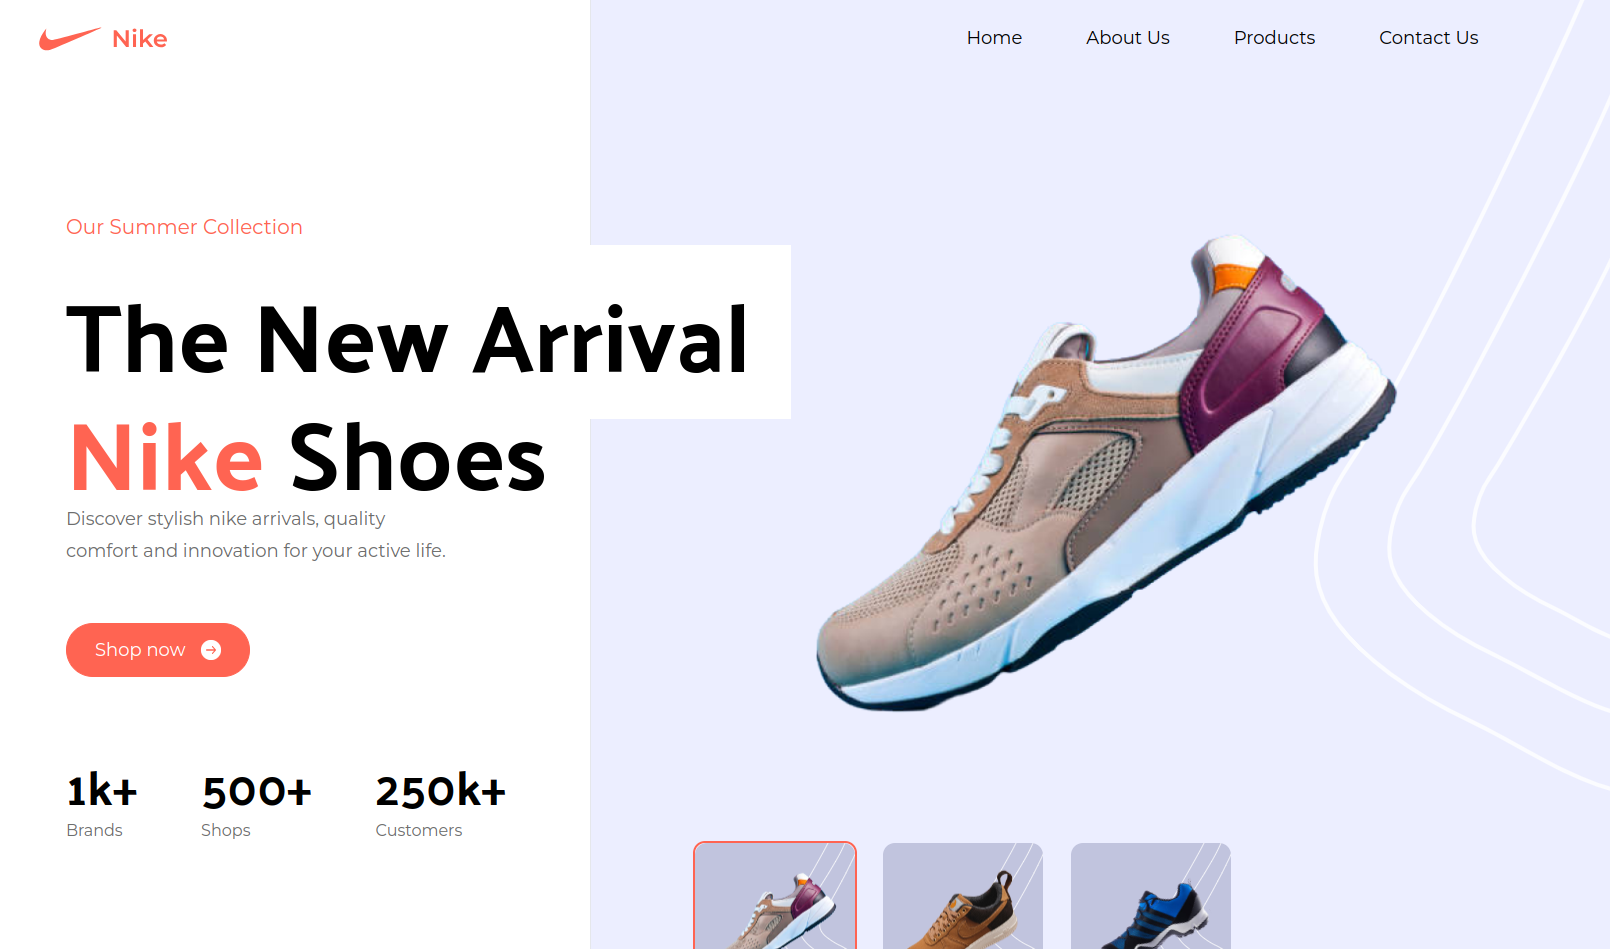 Nike
Home
About Us
Products
Contact Us
Our Summer Collection
The New Arrival
Nike Shoes
Discover stylish nike arrivals, quality
comfort and innovation for your active life.
Shop now
1k+
Brands
500+
Shops
250k+
Customers